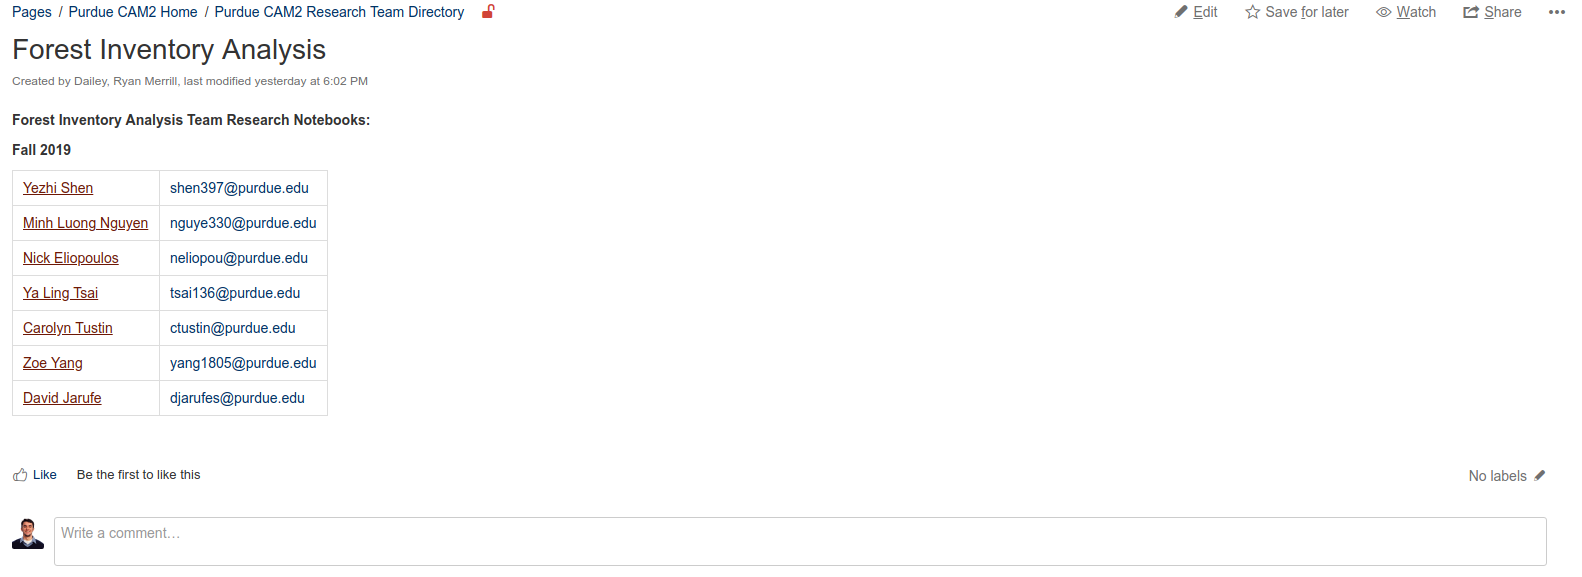 Pages / Purdue CAM2 Home / Purdue CAM2 Research Team Directory Edit Save for later Watch Share
Forest Inventory Analysis
Created by Dailey, Ryan Merrill, last modified yesterday at 6:02 PM
Forest Inventory Analysis Team Research Notebooks:
Fall 2019
Yezhi Shen shen397@purdue.edu
Minh Luong Nguyen nguye330@purdue.edu
Nick Eliopoulos neliopou@purdue.edu
Ya Ling Tsai tsai136@purdue.edu
Carolyn Tustin ctustin@purdue.edu
Zoe Yang yang1805@purdue.edu
David Jarufe djarufes@purdue.edu
Like Be the first to like this No labels
Write a comment…